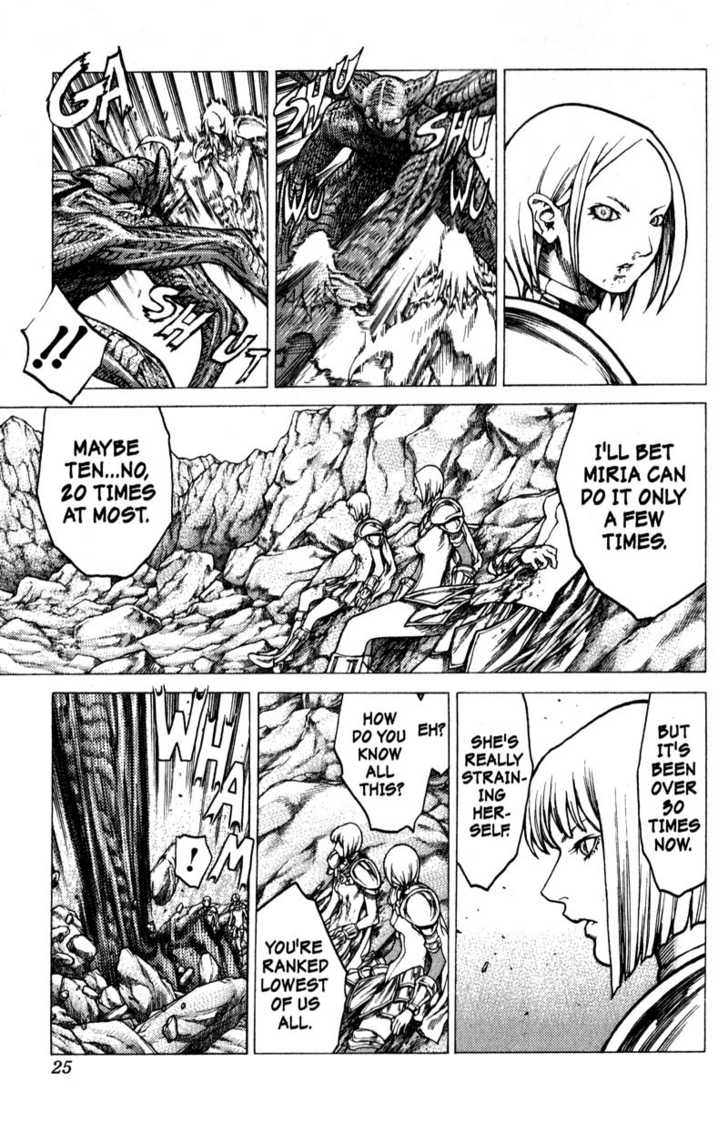 SHU
WU
SHU
WU
GA
SHUT
!!
I'LL BET
MIRIA CAN
DO IT ONLY
A FEW
TIMES.
MAYBE
TEN...NO,
20 TIMES
AT MOST.
BUT
IT'S
BEEN
OVER
30
TIMES
NOW.
SHE'S
REALLY
STRAIN-
ING
HER-
SELF.
EH?
HOW
DO YOU
KNOW
ALL
THIS?
YOU'RE
RANKED
LOWEST
OF US
ALL.
WHAM
!
25